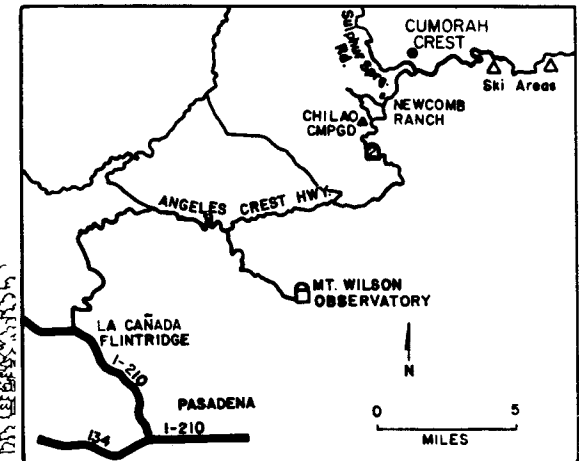 CUMORAH
CREST
Sulphur Spgs.
Rd.
Ski Areas
NEWCOMB
RANCH
CHILAO
CMPGD
2
ANGELES CREST HWY.
MT. WILSON
OBSERVATORY
LA CAÑADA
FLINTRIDGE
I-210
N
PASADENA
I-210
134
0 5
MILES